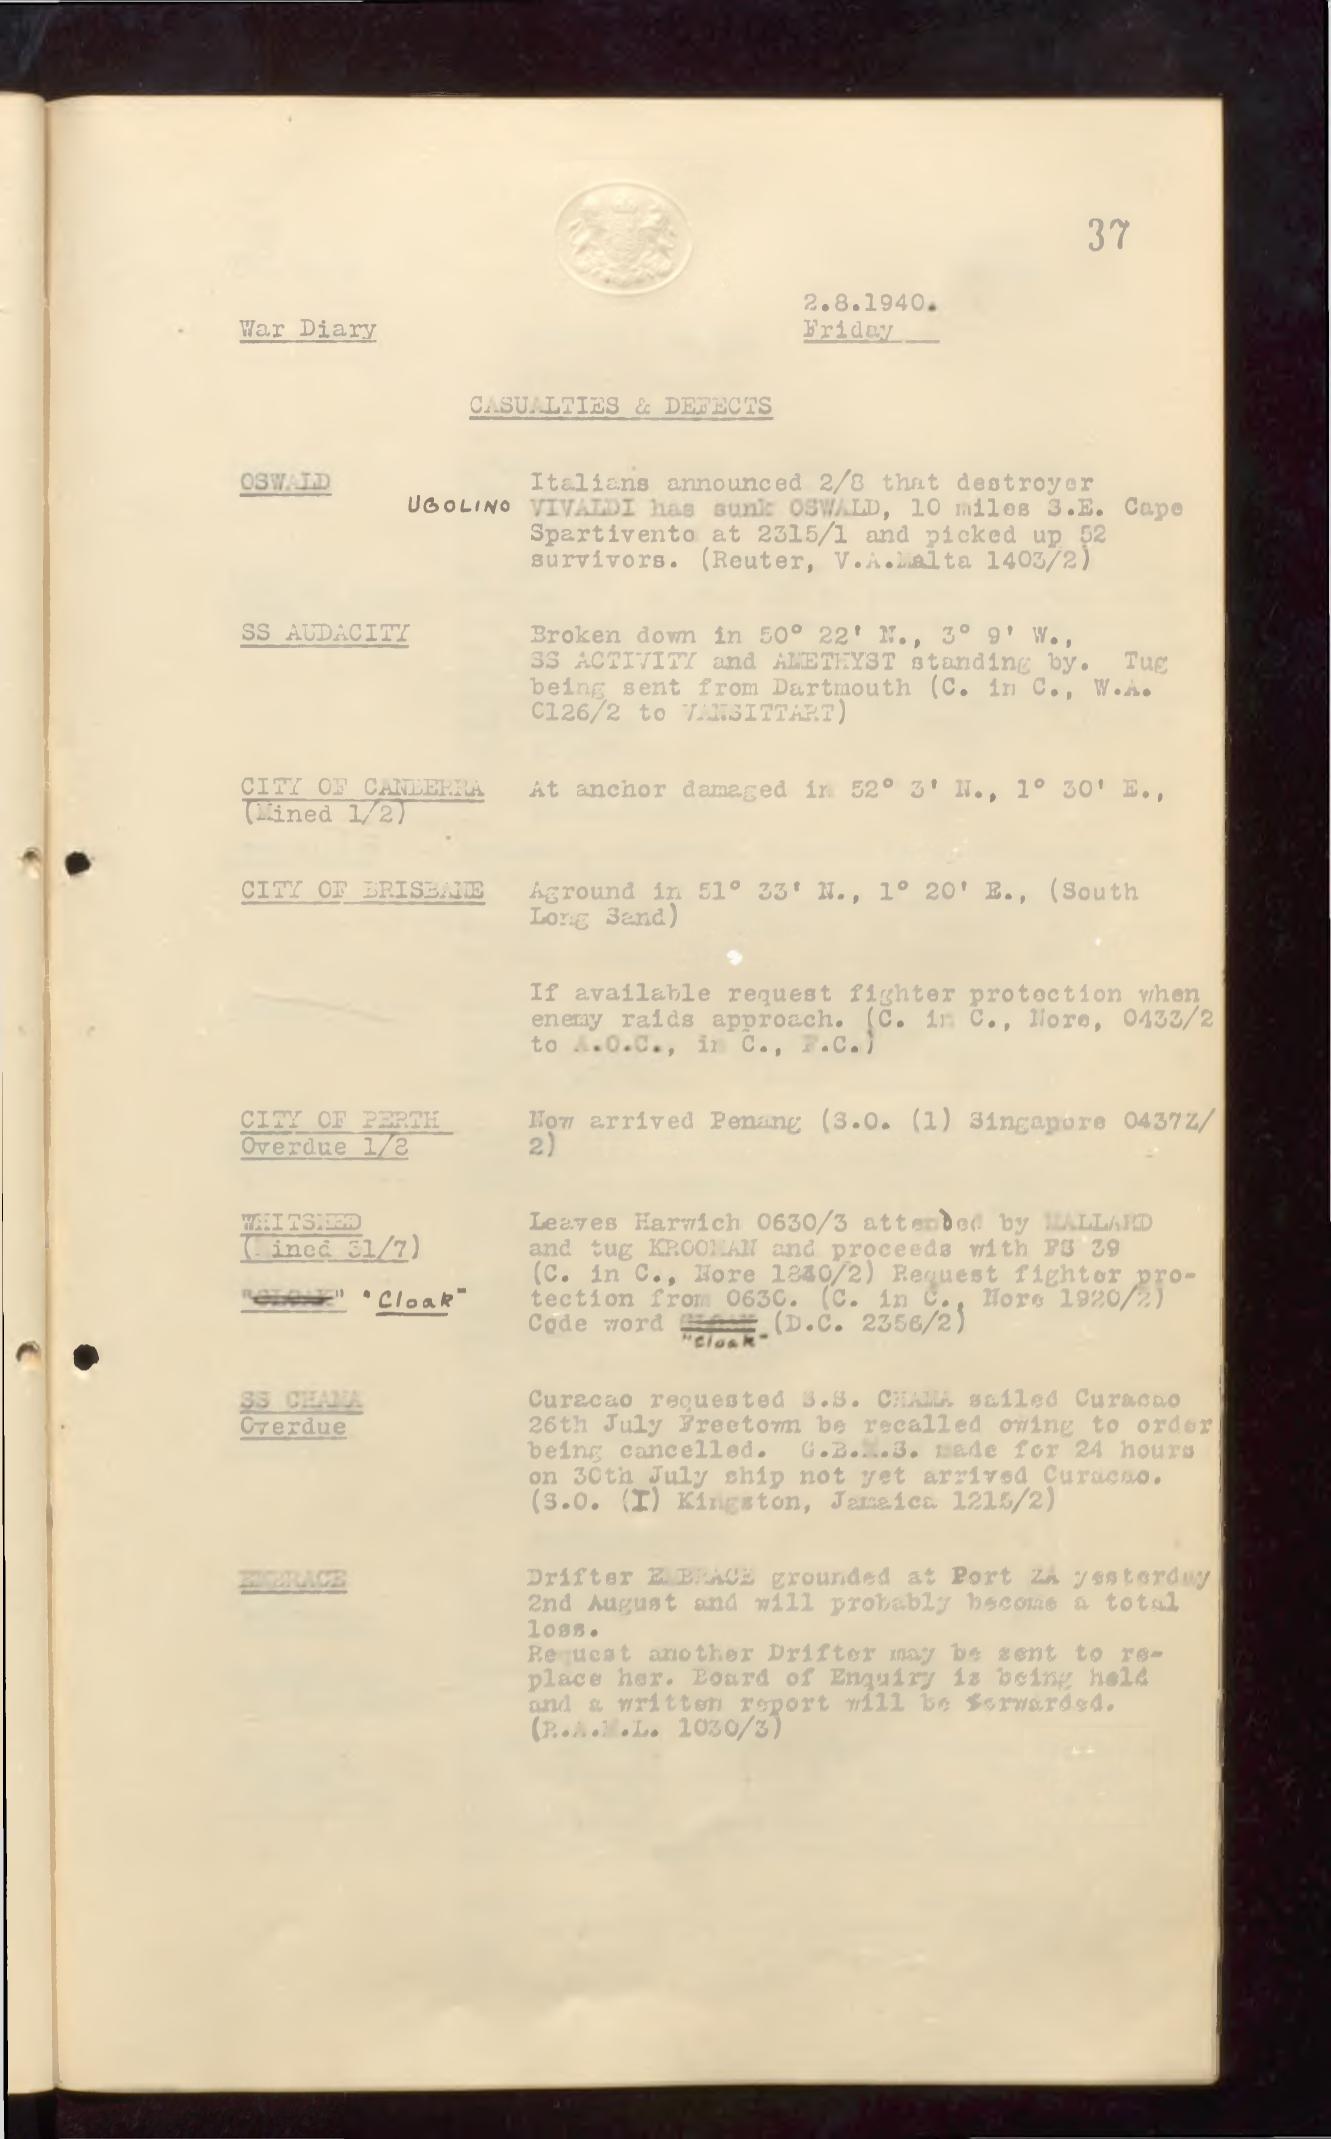 37
2.8.1940.
War Diary Friday
CASUALTIES & DEFECTS
OSWALD Italians announced 2/8 that destroyer
UGOLINO VIVALDI has sunk OSWALD, 10 miles S.E. Cape
Spartivento at 2315/1 and picked up 52
survivors. (Reuter, V.A.Malta 1403/2)
SS AUDACITY Broken down in 50° 22' N., 3° 9' W.,
SS ACTIVITY and AMETHYST standing by. Tug
being sent from Dartmouth (C. in C., W.A.
C126/2 to VANSITTART)
CITY OF CANBERRA At anchor damaged in 52° 3' N., 1° 30' E.,
(Mined 1/2)
CITY OF BRISBANE Aground in 51° 33' N., 1° 20' E., (South
Long Sand)
If available request fighter protection when
enemy raids approach. (C. in C., Nore, 0433/2
to A.O.C., in C., F.C.)
CITY OF PERTH Now arrived Penang (S.O. (1) Singapore 0437Z/
Overdue 1/8 2)
WHITSHED Leaves Harwich 0630/3 attended by MALLARD
(Mined 31/7) and tug KROOMAN and proceeds with FS 39
(C. in C., Nore 1840/2) Request fighter pro-
"Cloak" tection from 0630. (C. in C., Nore 1920/2)
Code word (D.C. 2356/2)
"Cloak"
SS CHAMA Curacao requested S.S. CHAMA sailed Curacao
Overdue 26th July Freetown be recalled owing to order
being cancelled. G.B.M.S. made for 24 hours
on 30th July ship not yet arrived Curacao.
(S.O. (I) Kingston, Jamaica 1215/2)
EMBRACE Drifter EMBRACE grounded at Port ZA yesterday
2nd August and will probably become a total
loss.
Request another Drifter may be sent to re-
place her. Board of Enquiry is being held
and a written report will be forwarded.
(R.A.M.L. 1030/3)